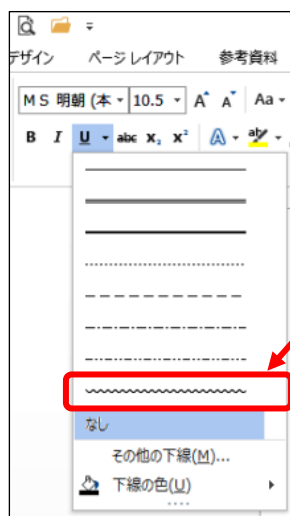 デザイン ページ レイアウト 参考資料
ＭＳ 明朝 (本 10.5 A A Aa
B I U abc X₂ X² A aby
なし
その他の下線(M)...
下線の色(U)